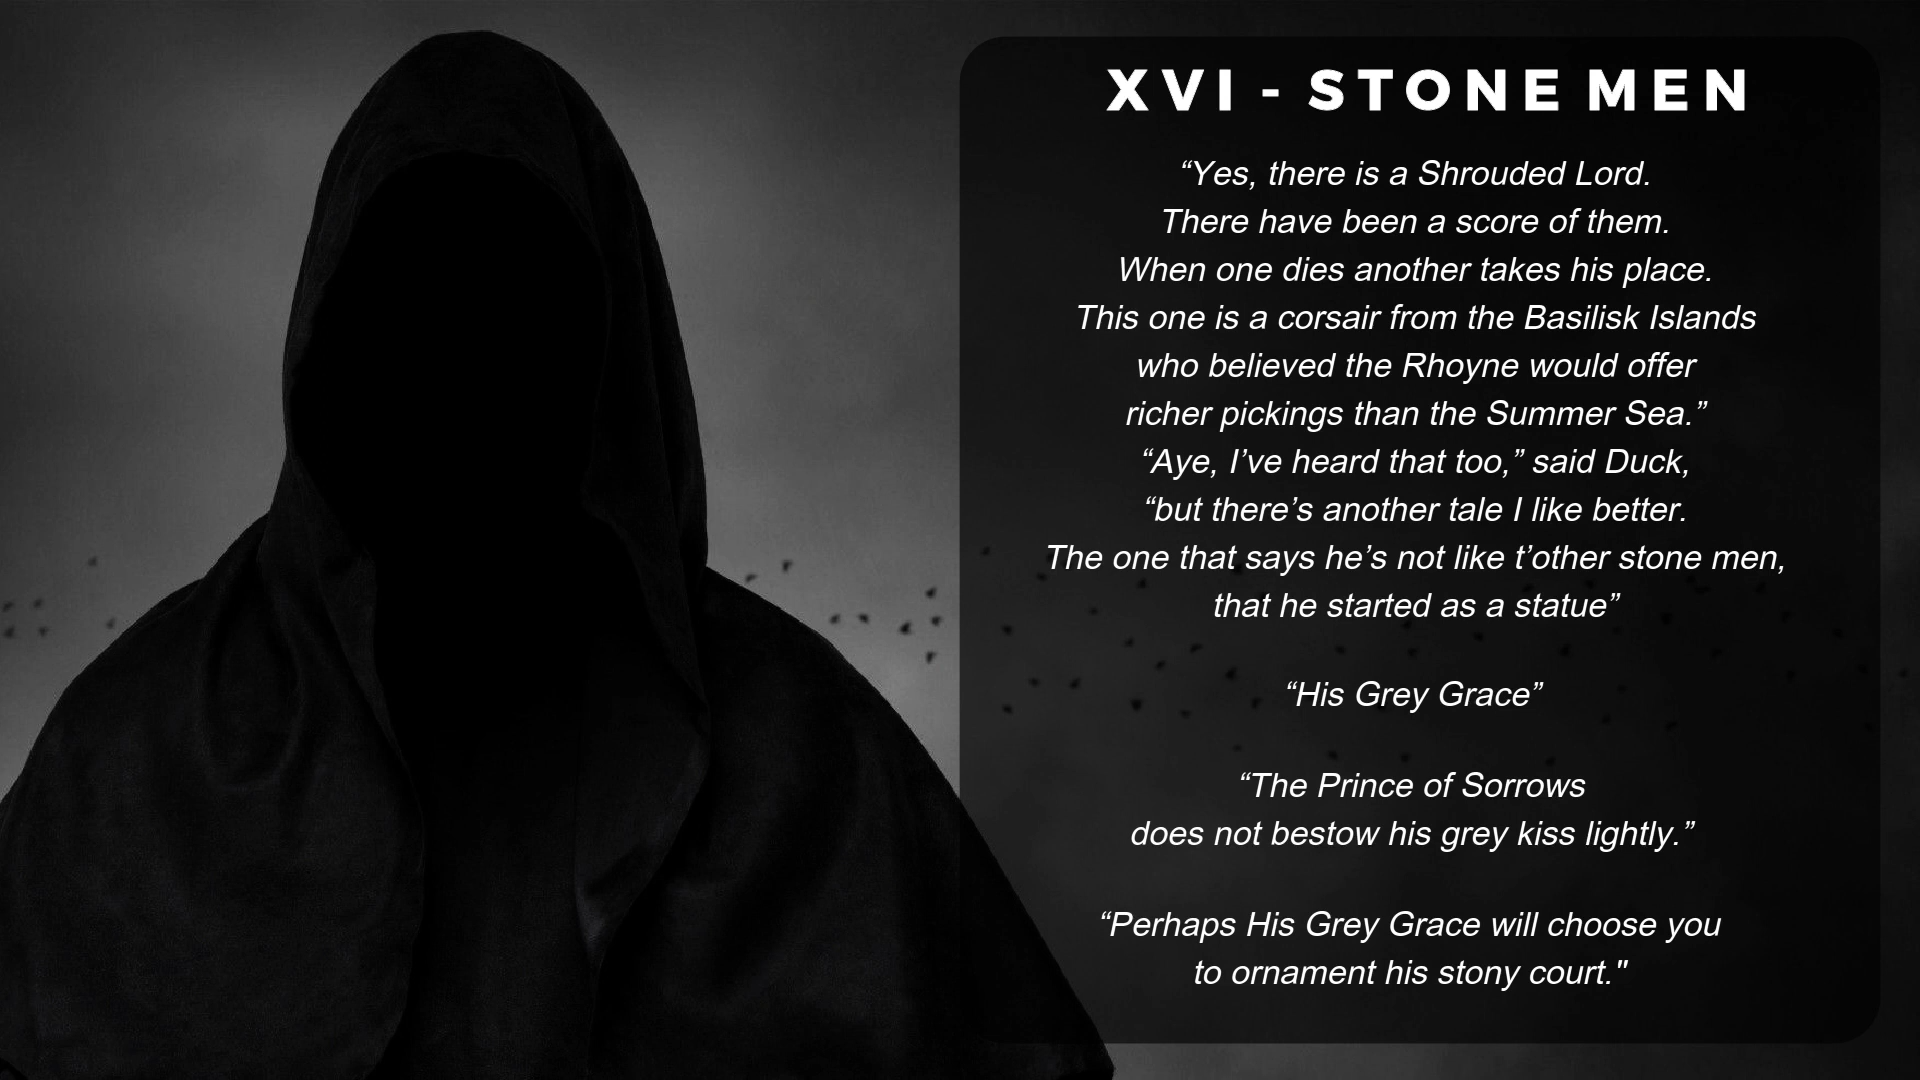 XVI - STONE MEN
“Yes, there is a Shrouded Lord.
There have been a score of them.
When one dies another takes his place.
This one is a corsair from the Basilisk Islands
who believed the Rhoyne would offer
richer pickings than the Summer Sea.”
“Aye, I’ve heard that too,” said Duck,
“but there’s another tale I like better.
The one that says he’s not like t’other stone men,
that he started as a statue”
“His Grey Grace”
“The Prince of Sorrows
does not bestow his grey kiss lightly.”
“Perhaps His Grey Grace will choose you
to ornament his stony court."